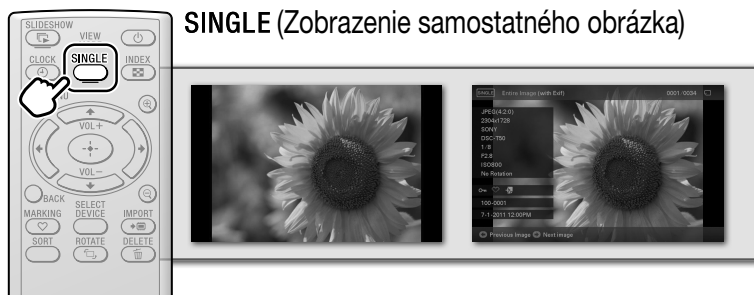 SINGLE (Zobrazenie samostatného obrázka)
SLIDESHOW
VIEW
CLOCK
SINGLE
INDEX
VOL+
VOL–
BACK
MARKING
SELECT
DEVICE
IMPORT
SORT
ROTATE
DELETE
SINGLE Entire Image (with Exif) 0001/0034
JPEG(4:2:0)
2304x1728
SONY
DSC-T50
1/8
F2.8
ISO800
No Rotation
100-0001
7-1-2011 12:00PM
Previous Image Next image